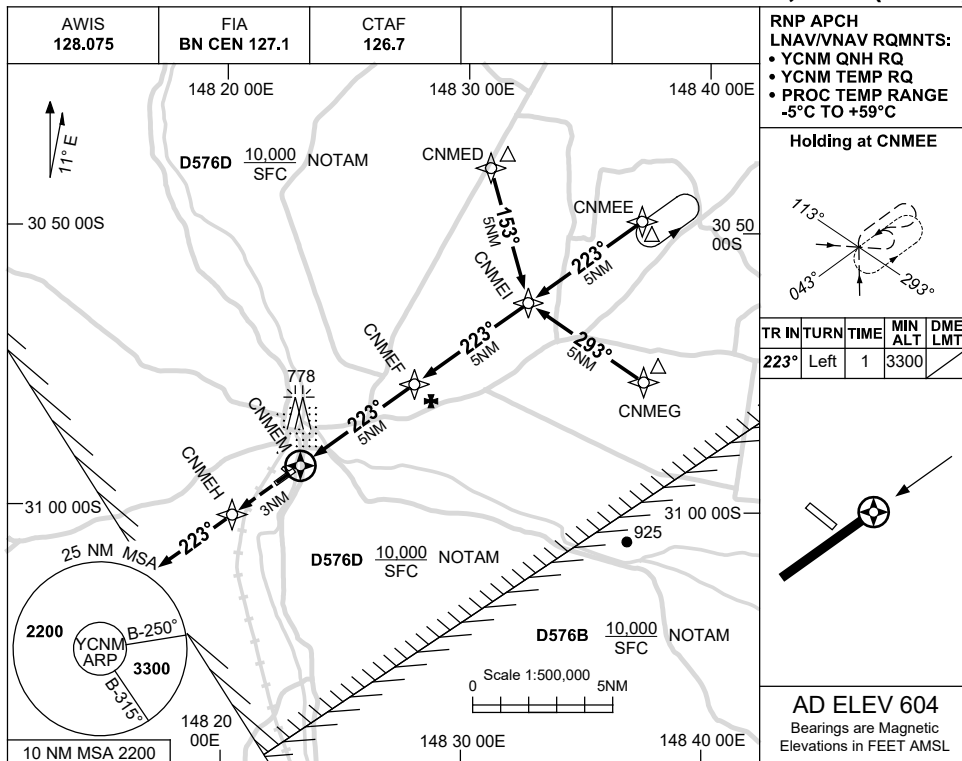 AWIS
128.075
FIA
BN CEN 127.1
CTAF
126.7
RNP APCH
LNAV/VNAV RQMNTS:
• YCNM QNH RQ
• YCNM TEMP RQ
• PROC TEMP RANGE
-5°C TO +59°C
148 20 00E
148 30 00E
148 40 00E
11° E
D576D 10,000 NOTAM
SFC
CNMED
Holding at CNMEE
CNMEE
113°
043°
293°
30 50 00S
30 50
00S
153°
5NM
223°
5NM
CNMEI
223°
5NM
293°
5NM
CNMEF
CNMEG
TR IN
TURN
TIME
MIN
ALT
DME
LMT
223°
Left
1
3300
778
CNMEM
223°
5NM
CNMEH
3NM
223°
31 00 00S
31 00 00S
925
25 NM MSA
D576D 10,000 NOTAM
SFC
2200
YCNM
ARP
B-250°
3300
B-315°
D576B 10,000 NOTAM
SFC
Scale 1:500,000
0
5NM
10 NM MSA 2200
148 20
00E
148 30 00E
148 40 00E
AD ELEV 604
Bearings are Magnetic
Elevations in FEET AMSL